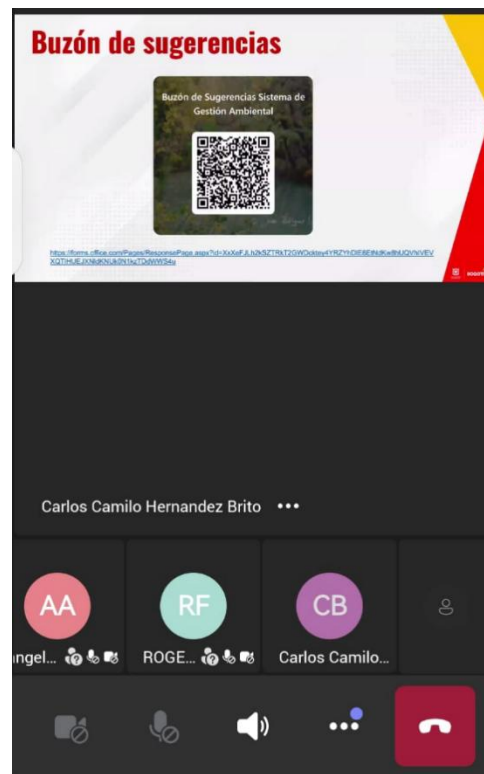 Buzón de sugerencias
Buzón de Sugerencias Sistema de
Gestión Ambiental
Carlos Camilo Hernandez Brito
AA
RF
CB
ngel...
ROGE...
Carlos Camilo...